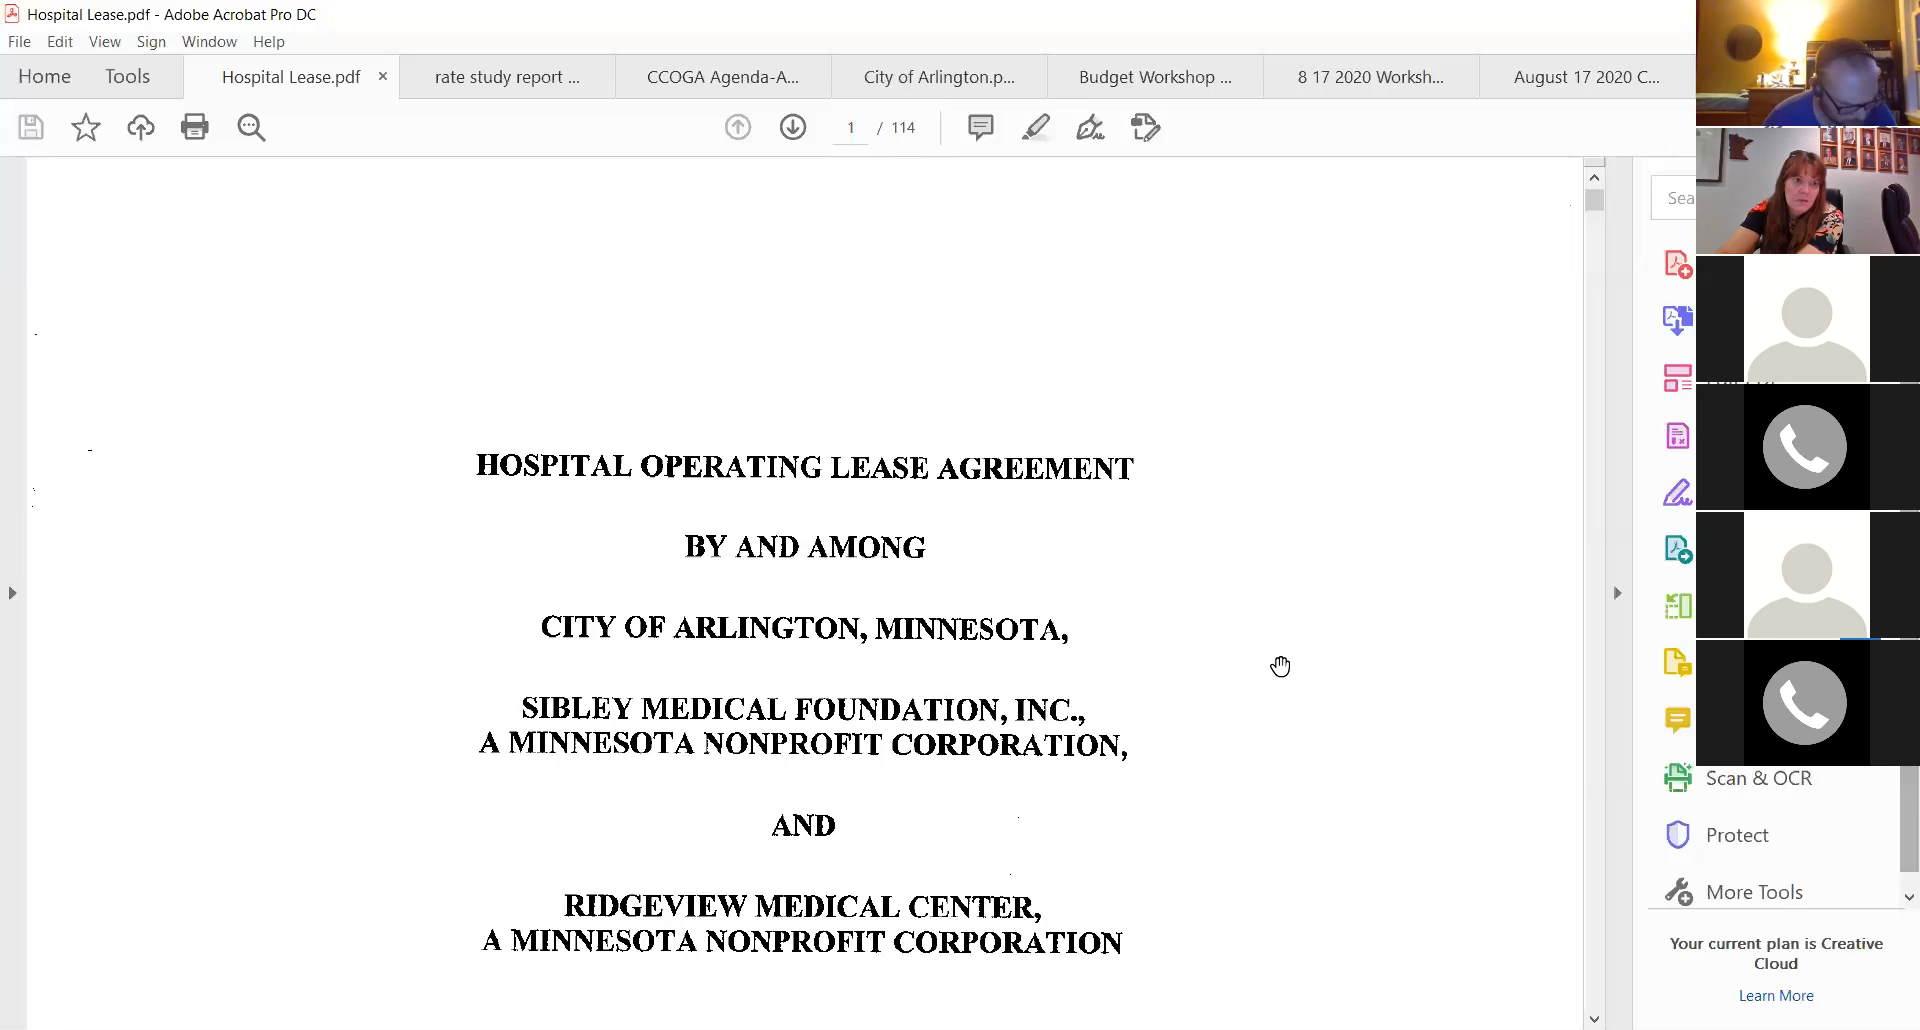 Hospital Lease.pdf - Adobe Acrobat Pro DC
File Edit View Sign Window Help
Home Tools Hospital Lease.pdf × rate study report ... CCOGA Agenda-A... City of Arlington.p... Budget Workshop ... 8 17 2020 Worksh... August 17 2020 C...
1 / 114
Sea
HOSPITAL OPERATING LEASE AGREEMENT
BY AND AMONG
CITY OF ARLINGTON, MINNESOTA,
SIBLEY MEDICAL FOUNDATION, INC.,
A MINNESOTA NONPROFIT CORPORATION,
AND
RIDGEVIEW MEDICAL CENTER,
A MINNESOTA NONPROFIT CORPORATION
Scan & OCR
Protect
More Tools
Your current plan is Creative
Cloud
Learn More